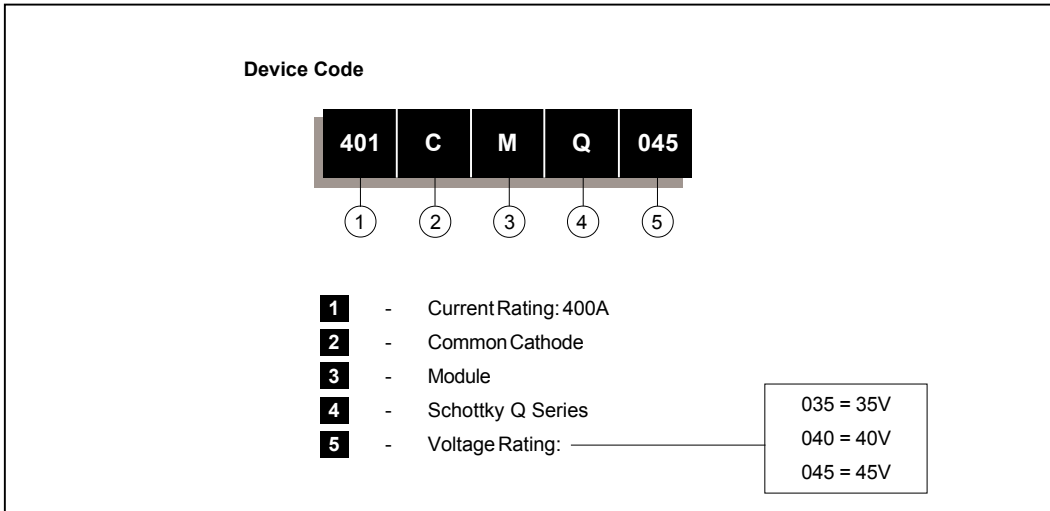 Device Code
401 C M Q 045
1 2 3 4 5
1 - Current Rating: 400A
2 - Common Cathode
3 - Module
4 - Schottky Q Series
5 - Voltage Rating:
035 = 35V
040 = 40V
045 = 45V